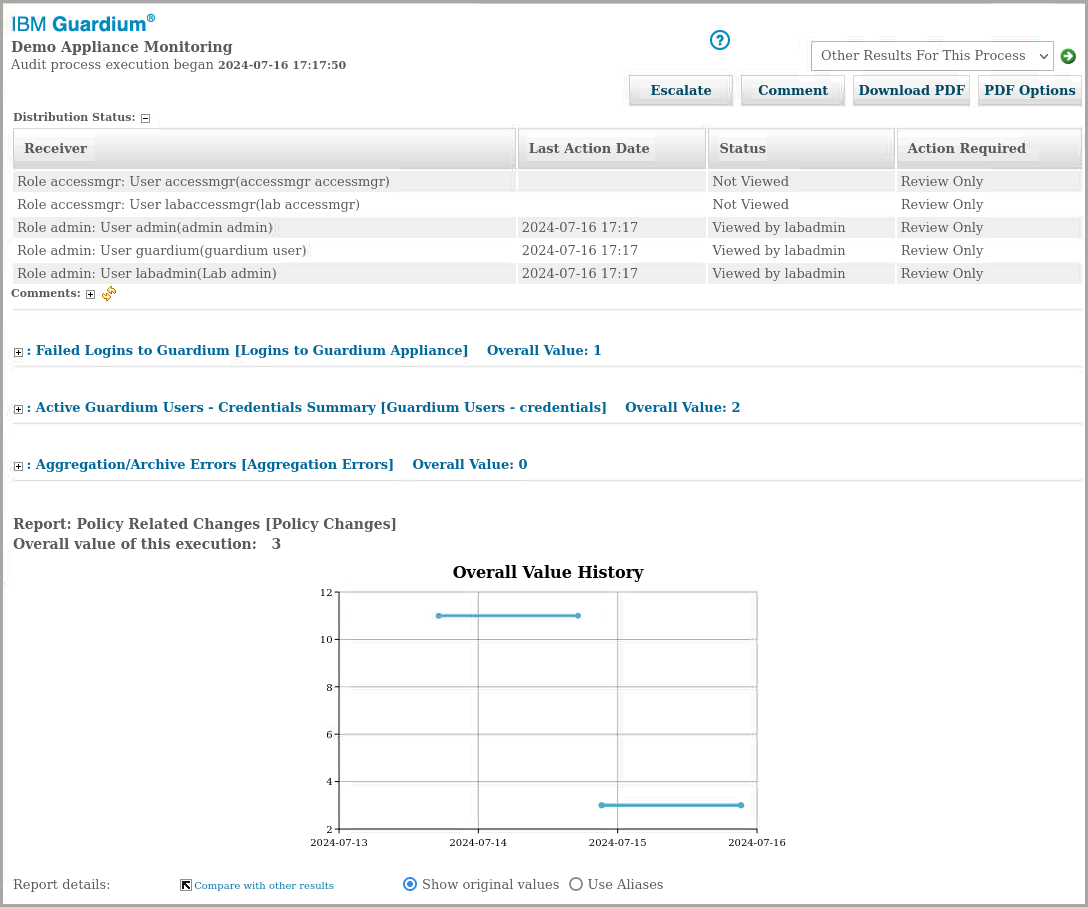 IBM Guardium®
Demo Appliance Monitoring
Audit process execution began 2024-07-16 17:17:50
?
Other Results For This Process
Escalate Comment Download PDF PDF Options
Distribution Status:
Receiver Last Action Date Status Action Required
Role accessmgr: User accessmgr(accessmgr accessmgr) Not Viewed Review Only
Role accessmgr: User labaccessmgr(lab accessmgr) Not Viewed Review Only
Role admin: User admin(admin admin) 2024-07-16 17:17 Viewed by labadmin Review Only
Role admin: User guardium(guardium user) 2024-07-16 17:17 Viewed by labadmin Review Only
Role admin: User labadmin(Lab admin) 2024-07-16 17:17 Viewed by labadmin Review Only
Comments:
: Failed Logins to Guardium [Logins to Guardium Appliance] Overall Value: 1
: Active Guardium Users - Credentials Summary [Guardium Users - credentials] Overall Value: 2
: Aggregation/Archive Errors [Aggregation Errors] Overall Value: 0
Report: Policy Related Changes [Policy Changes]
Overall value of this execution: 3
Overall Value History
12
10
8
6
4
2
2024-07-13 2024-07-14 2024-07-15 2024-07-16
Report details: Compare with other results Show original values Use Aliases